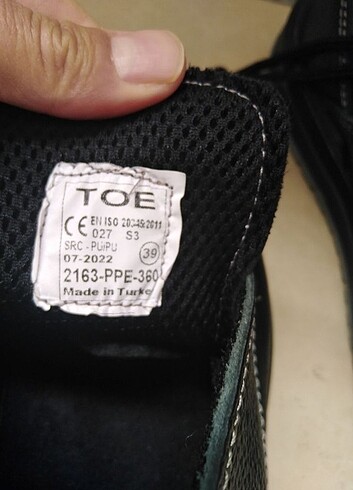 TOE
CE EN ISO 20345:2011
027 S3
SRC - PU/PU
07-2022 39
2163-PPE-360
Made in Turke